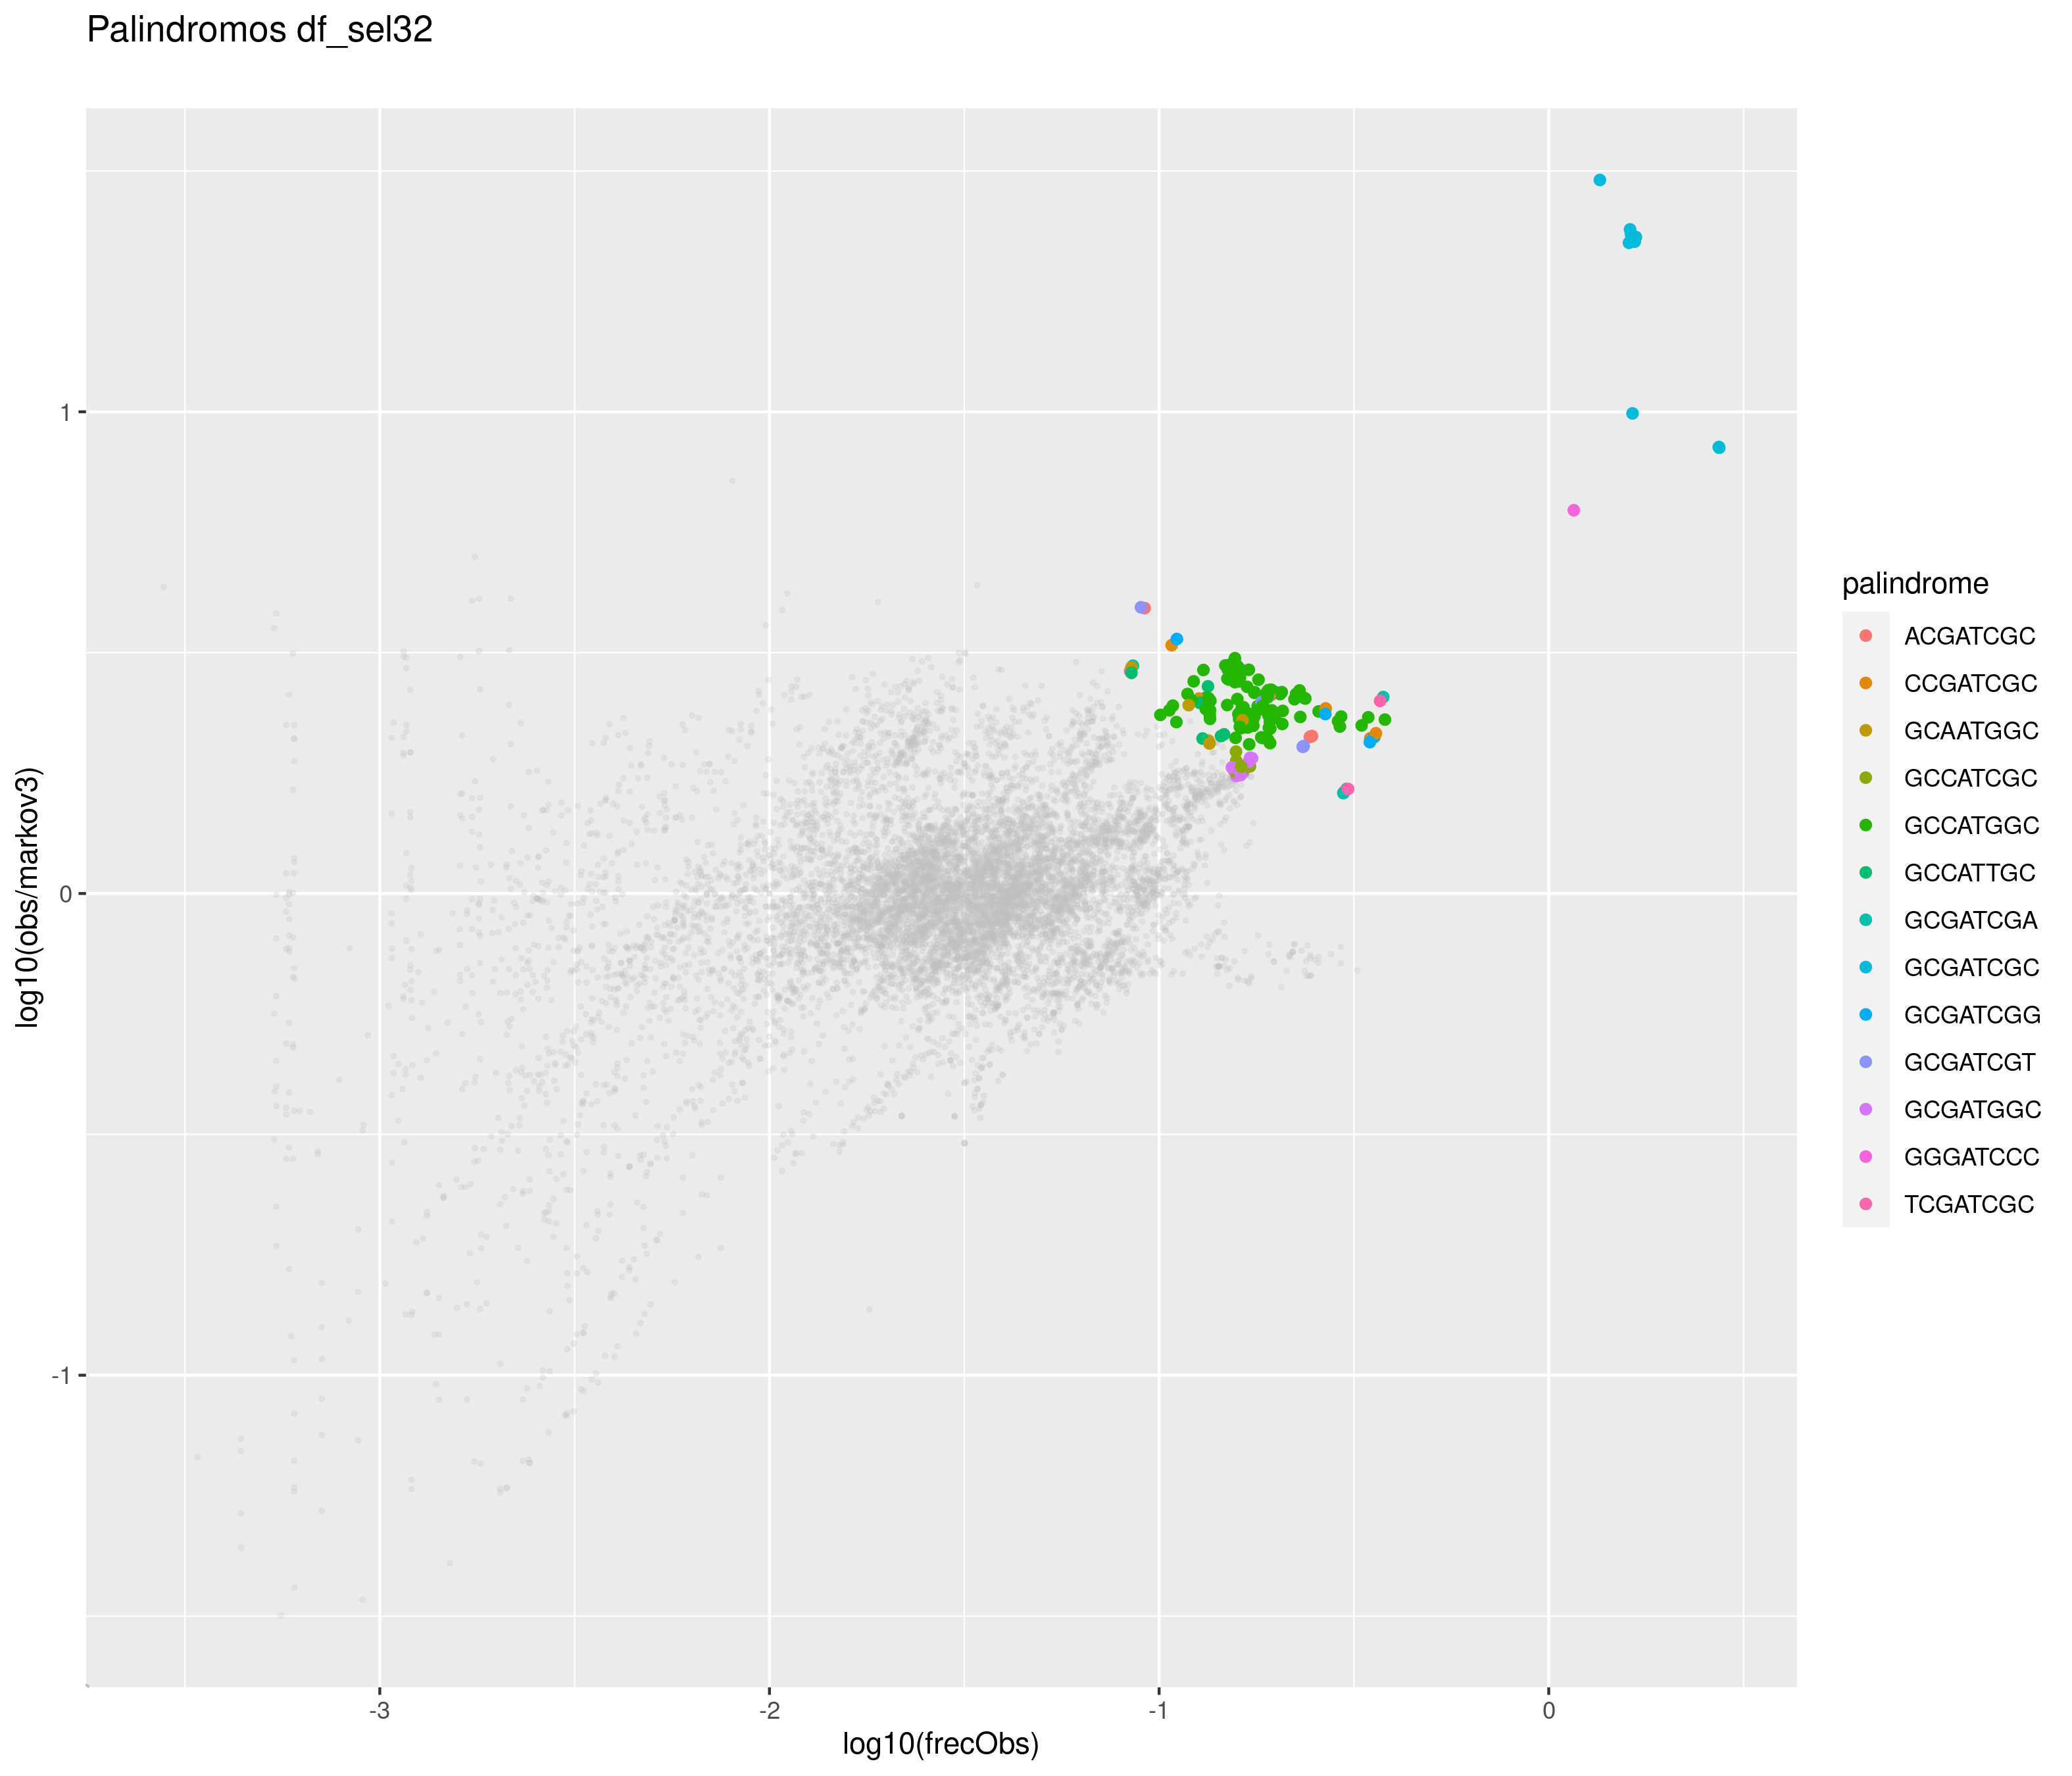 Palindromos df_sel32
log10(obs/markov3)
1
0
-1
-3
-2
-1
0
log10(frecObs)
palindrome
ACGATCGC
CCGATCGC
GCAATGGC
GCCATCGC
GCCATGGC
GCCATTGC
GCGATCGA
GCGATCGC
GCGATCGG
GCGATCGT
GCGATGGC
GGGATCCC
TCGATCGC